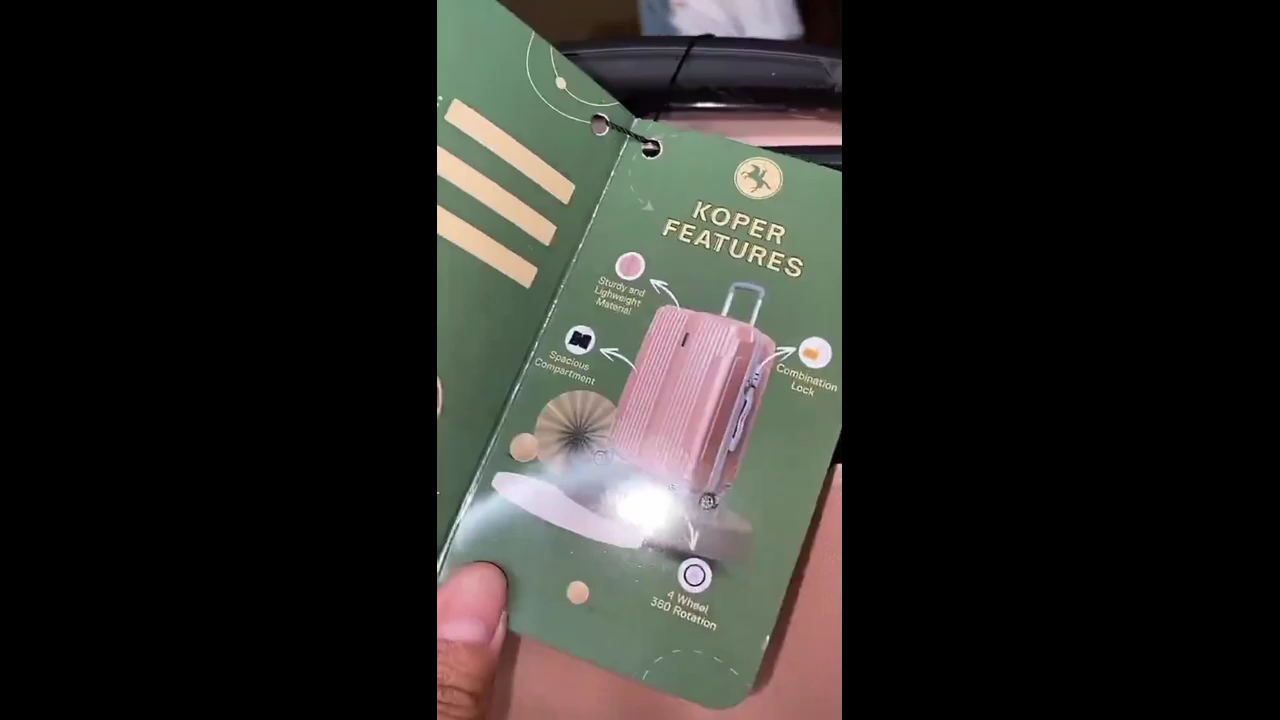 KOPER
FEATURES
Sturdy and
Lighweight
Material
Spacious
Compartment
Combination
Lock
4 Wheel
360 Rotation